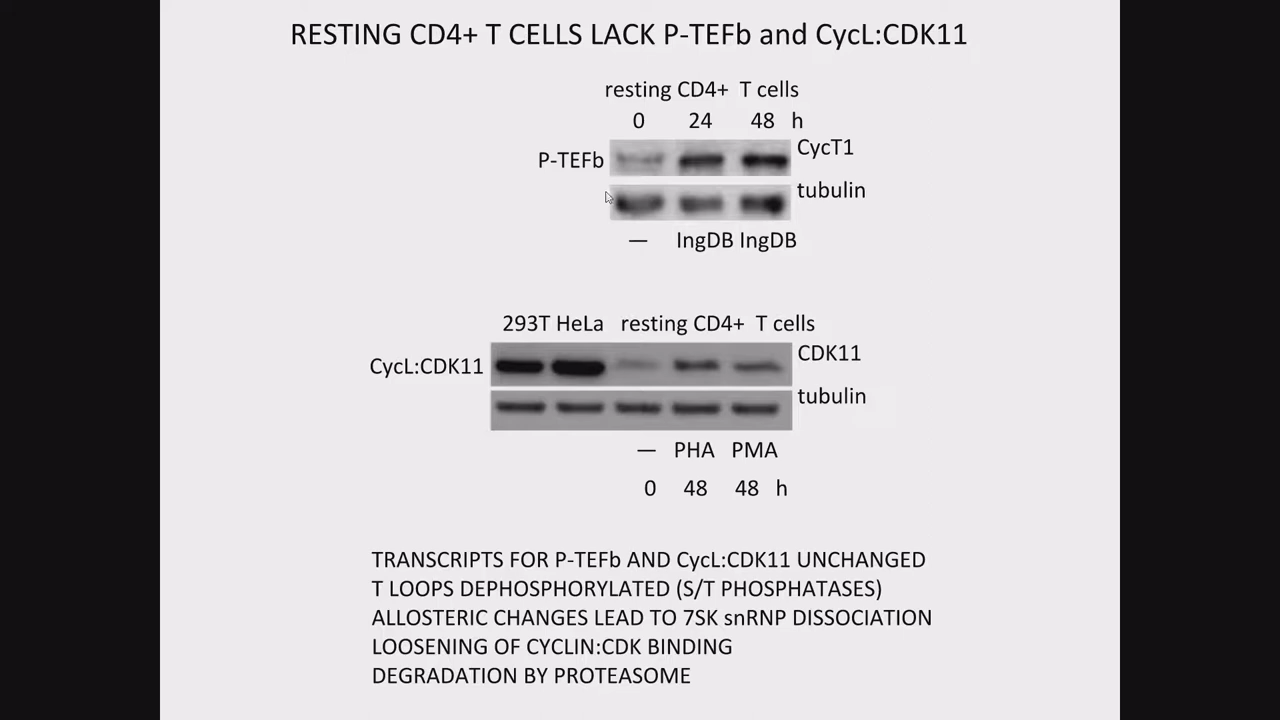 RESTING CD4+ T CELLS LACK P-TEFb and CycL:CDK11
resting CD4+ T cells
0 24 48 h
P-TEFb CycT1
tubulin
— IngDB IngDB
293T HeLa resting CD4+ T cells
CycL:CDK11 CDK11
tubulin
— PHA PMA
0 48 48 h
TRANSCRIPTS FOR P-TEFb AND CycL:CDK11 UNCHANGED
T LOOPS DEPHOSPHORYLATED (S/T PHOSPHATASES)
ALLOSTERIC CHANGES LEAD TO 7SK snRNP DISSOCIATION
LOOSENING OF CYCLIN:CDK BINDING
DEGRADATION BY PROTEASOME